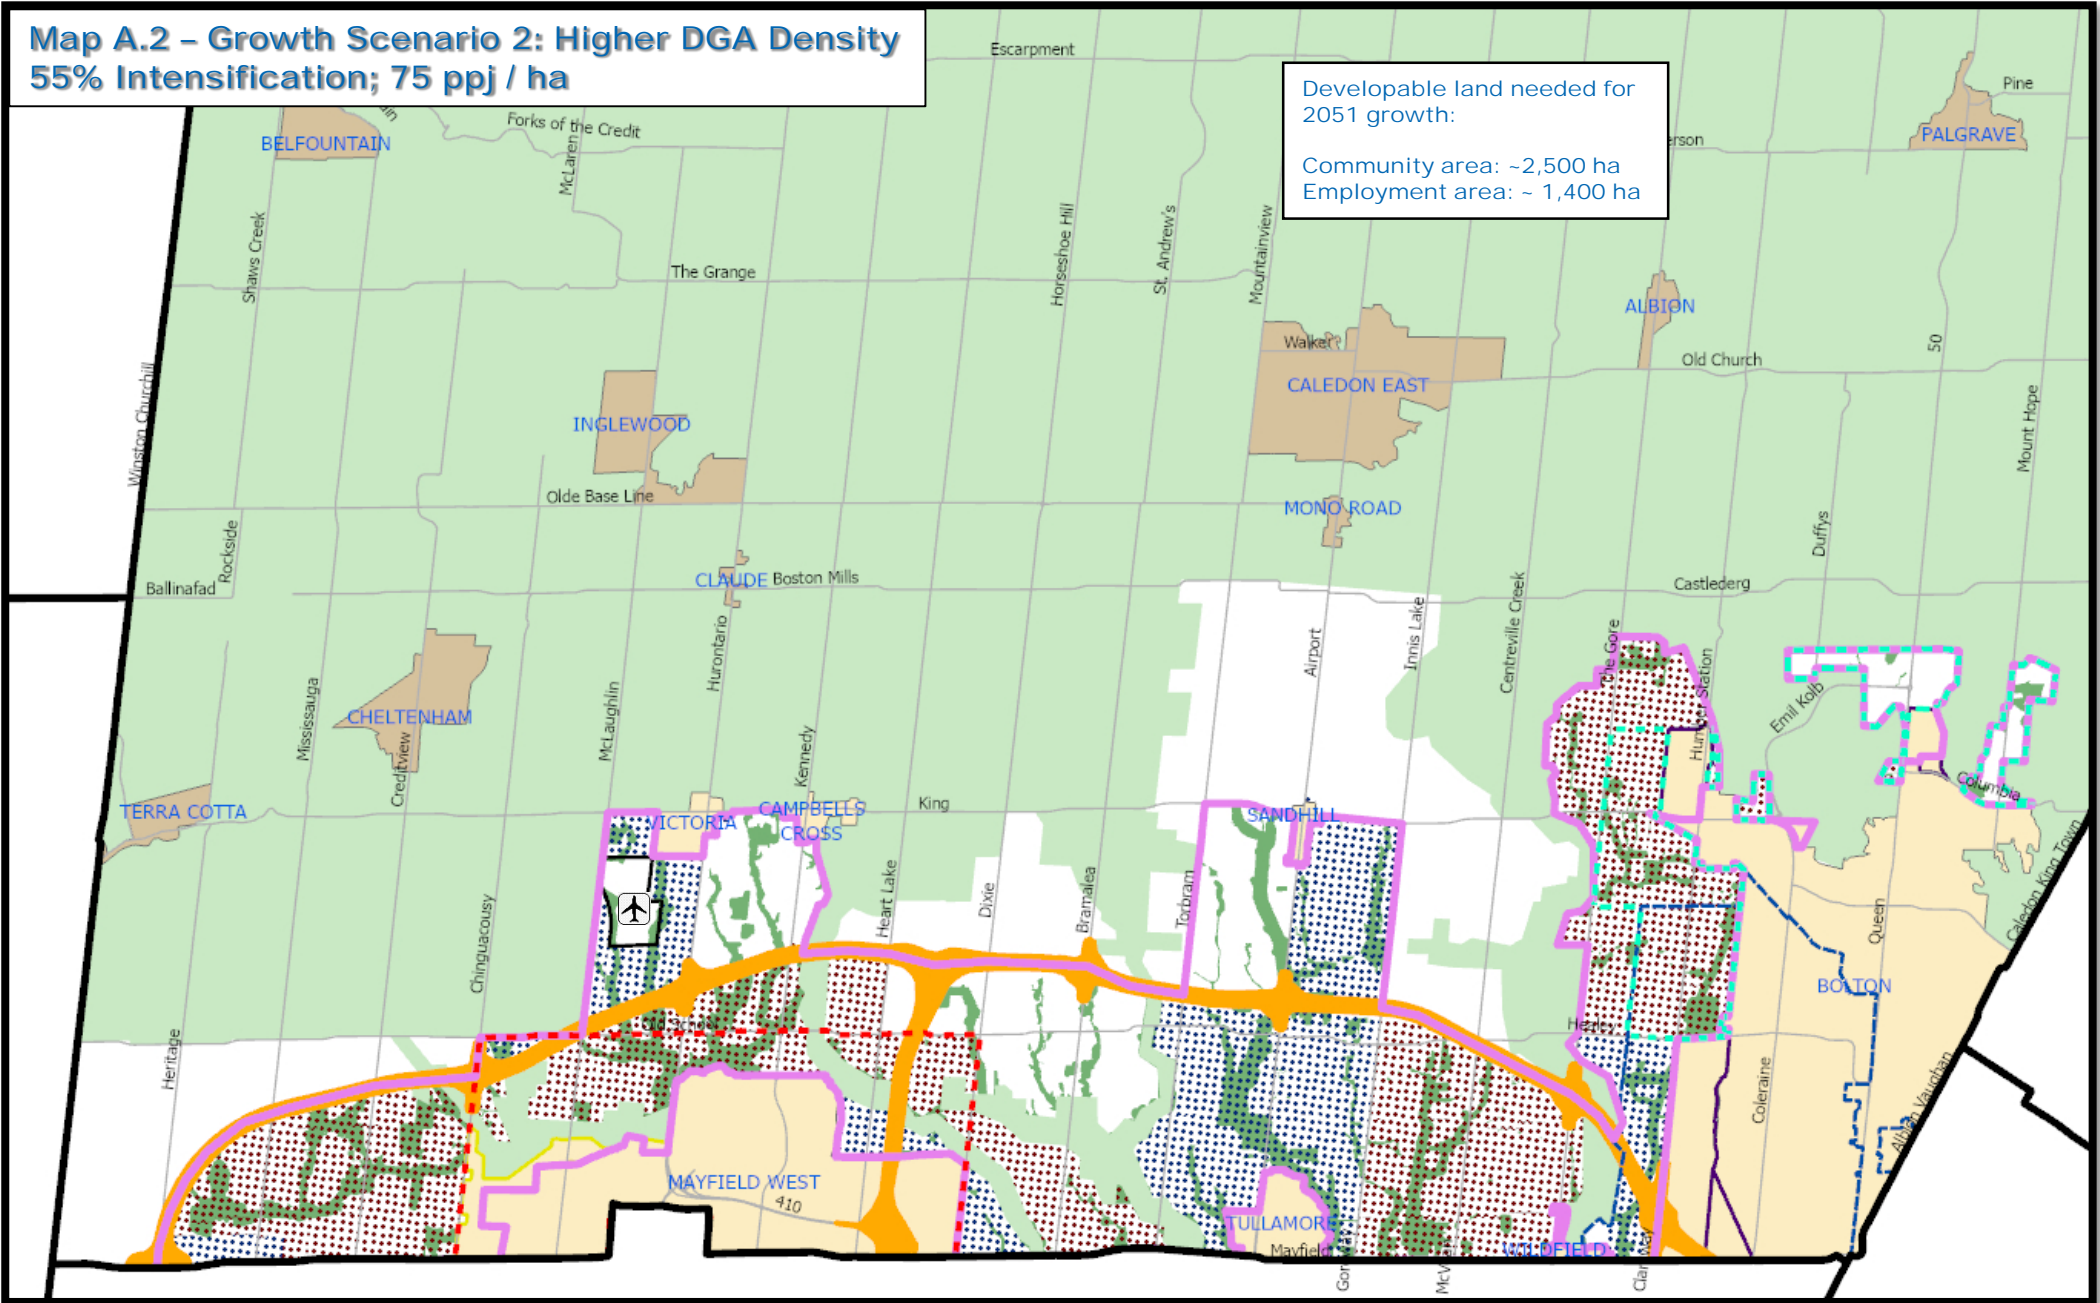 Map A.2 – Growth Scenario 2: Higher DGA Density
55% Intensification; 75 ppj / ha
Developable land needed for
2051 growth:
Community area: ~2,500 ha
Employment area: ~ 1,400 ha
Escarpment
Pine
PALGRAVE
BELFOUNTAIN
Forks of the Credit
McLaren
Shaws Creek
The Grange
Horseshoe Hill
St. Andrew's
Mountainview
ALBION
Old Church
50
Walker
CALEDON EAST
Winston Churchill
INGLEWOOD
Olde Base Line
MONO ROAD
Mount Hope
Rockside
Duffys
Ballinafad
CLAUDE
Boston Mills
Castlederg
Hurontario
Airport
Innis Lake
Centreville Creek
The Gore
Humber Station
Emil Kolb
Columbia
CHELTENHAM
Mississauga
Creditview
McLaughlin
Kennedy
TERRA COTTA
VICTORIA
CAMPBELLS
CROSS
King
SANDHILL
Chinguacousy
Heart Lake
Dixie
Bramalea
Torbram
Queen
Caledon King Town
BOLTON
Heritage
Old School
Healey
Coleraine
Albion Vaughan
MAYFIELD WEST
410
TULLAMORE
Mayfield
WILDFIELD